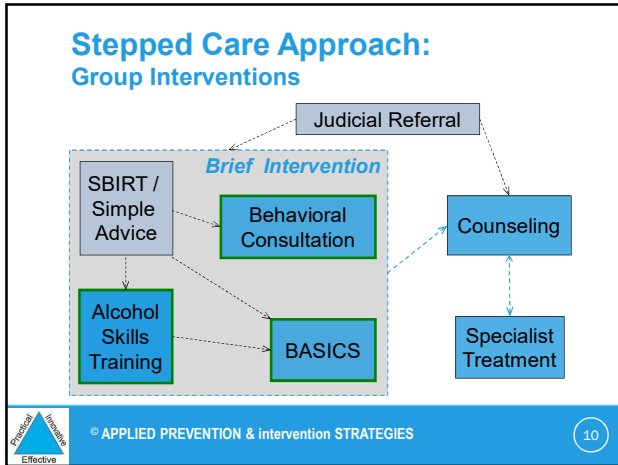 Stepped Care Approach:
Group Interventions
Judicial Referral
Brief Intervention
SBIRT /
Simple
Advice
Behavioral
Consultation
Counseling
Alcohol
Skills
Training
BASICS
Specialist
Treatment
Practical
Innovative
Effective
© APPLIED PREVENTION & intervention STRATEGIES
10